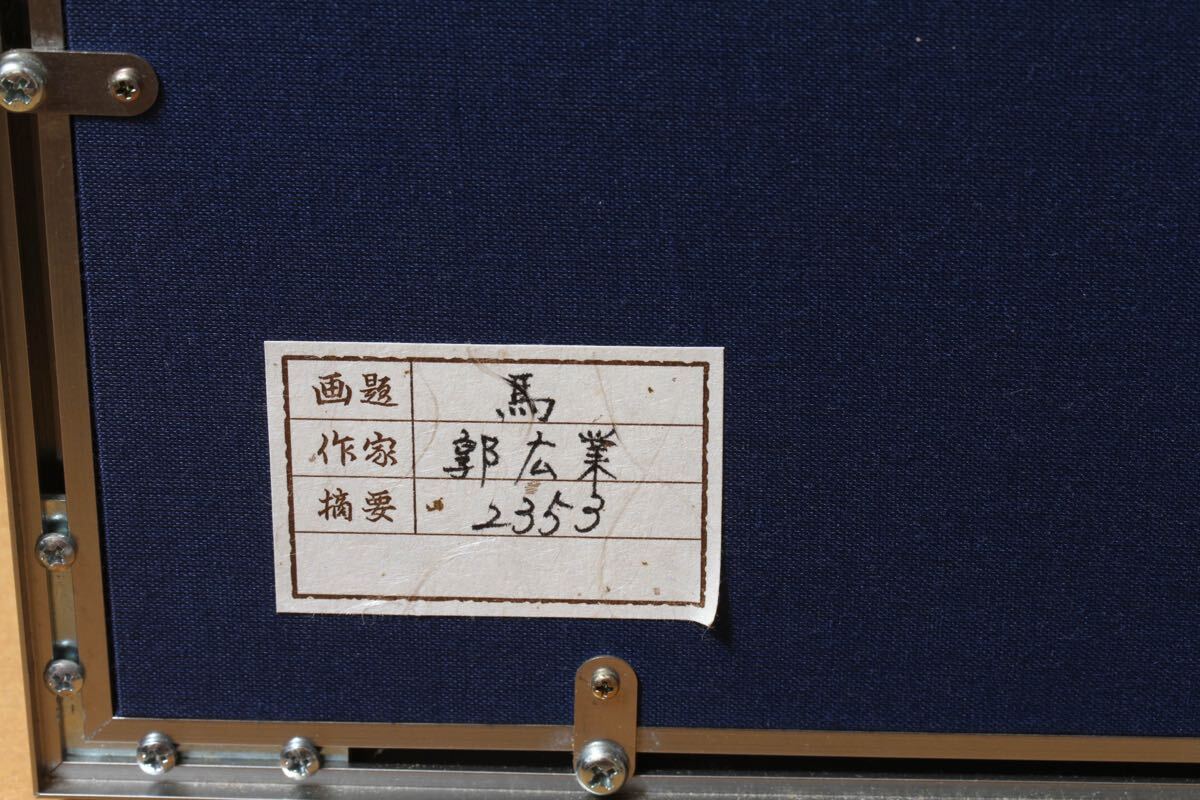 画題 馬
作家 郭広業
摘要 2353